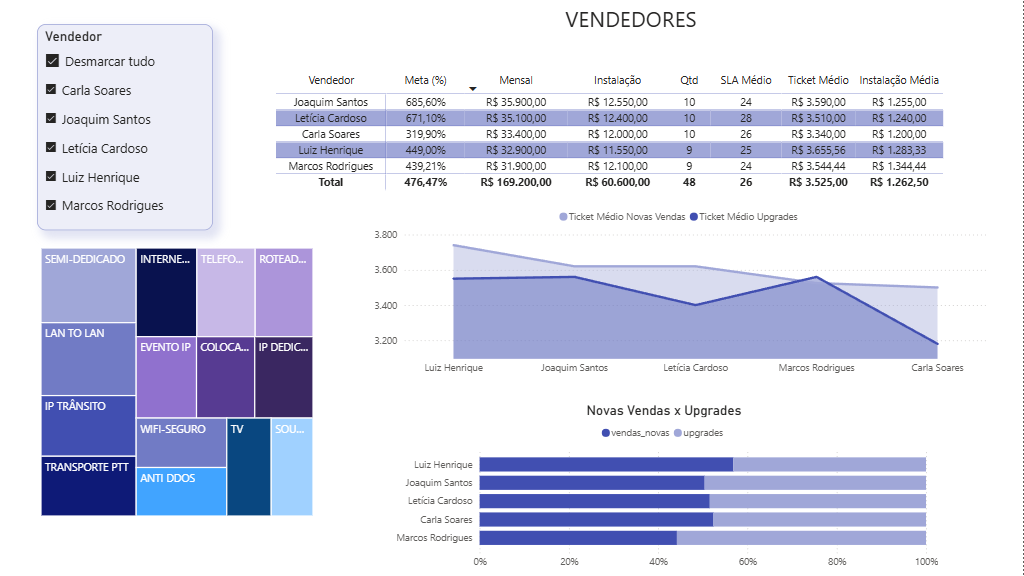 VENDEDORES
Vendedor
Desmarcar tudo
Carla Soares
Joaquim Santos
Letícia Cardoso
Luiz Henrique
Marcos Rodrigues
Vendedor Meta (%) Mensal Instalação Qtd SLA Médio Ticket Médio Instalação Média
Joaquim Santos 685,60% R$ 35.900,00 R$ 12.550,00 10 24 R$ 3.590,00 R$ 1.255,00
Letícia Cardoso 671,10% R$ 35.100,00 R$ 12.400,00 10 28 R$ 3.510,00 R$ 1.240,00
Carla Soares 319,90% R$ 33.400,00 R$ 12.000,00 10 26 R$ 3.340,00 R$ 1.200,00
Luiz Henrique 449,00% R$ 32.900,00 R$ 11.550,00 9 25 R$ 3.655,56 R$ 1.283,33
Marcos Rodrigues 439,21% R$ 31.900,00 R$ 12.100,00 9 24 R$ 3.544,44 R$ 1.344,44
Total 476,47% R$ 169.200,00 R$ 60.600,00 48 26 R$ 3.525,00 R$ 1.262,50
SEMI-DEDICADO INTERNE... TELEFO... ROTEAD...
LAN TO LAN
EVENTO IP COLOCA... IP DEDIC...
IP TRÂNSITO
WIFI-SEGURO TV SOU...
TRANSPORTE PTT
ANTI DDOS
Ticket Médio Novas Vendas Ticket Médio Upgrades
3.800
3.600
3.400
3.200
Luiz Henrique Joaquim Santos Letícia Cardoso Marcos Rodrigues Carla Soares
Novas Vendas x Upgrades
vendas_novas upgrades
Luiz Henrique
Joaquim Santos
Letícia Cardoso
Carla Soares
Marcos Rodrigues
0% 20% 40% 60% 80% 100%